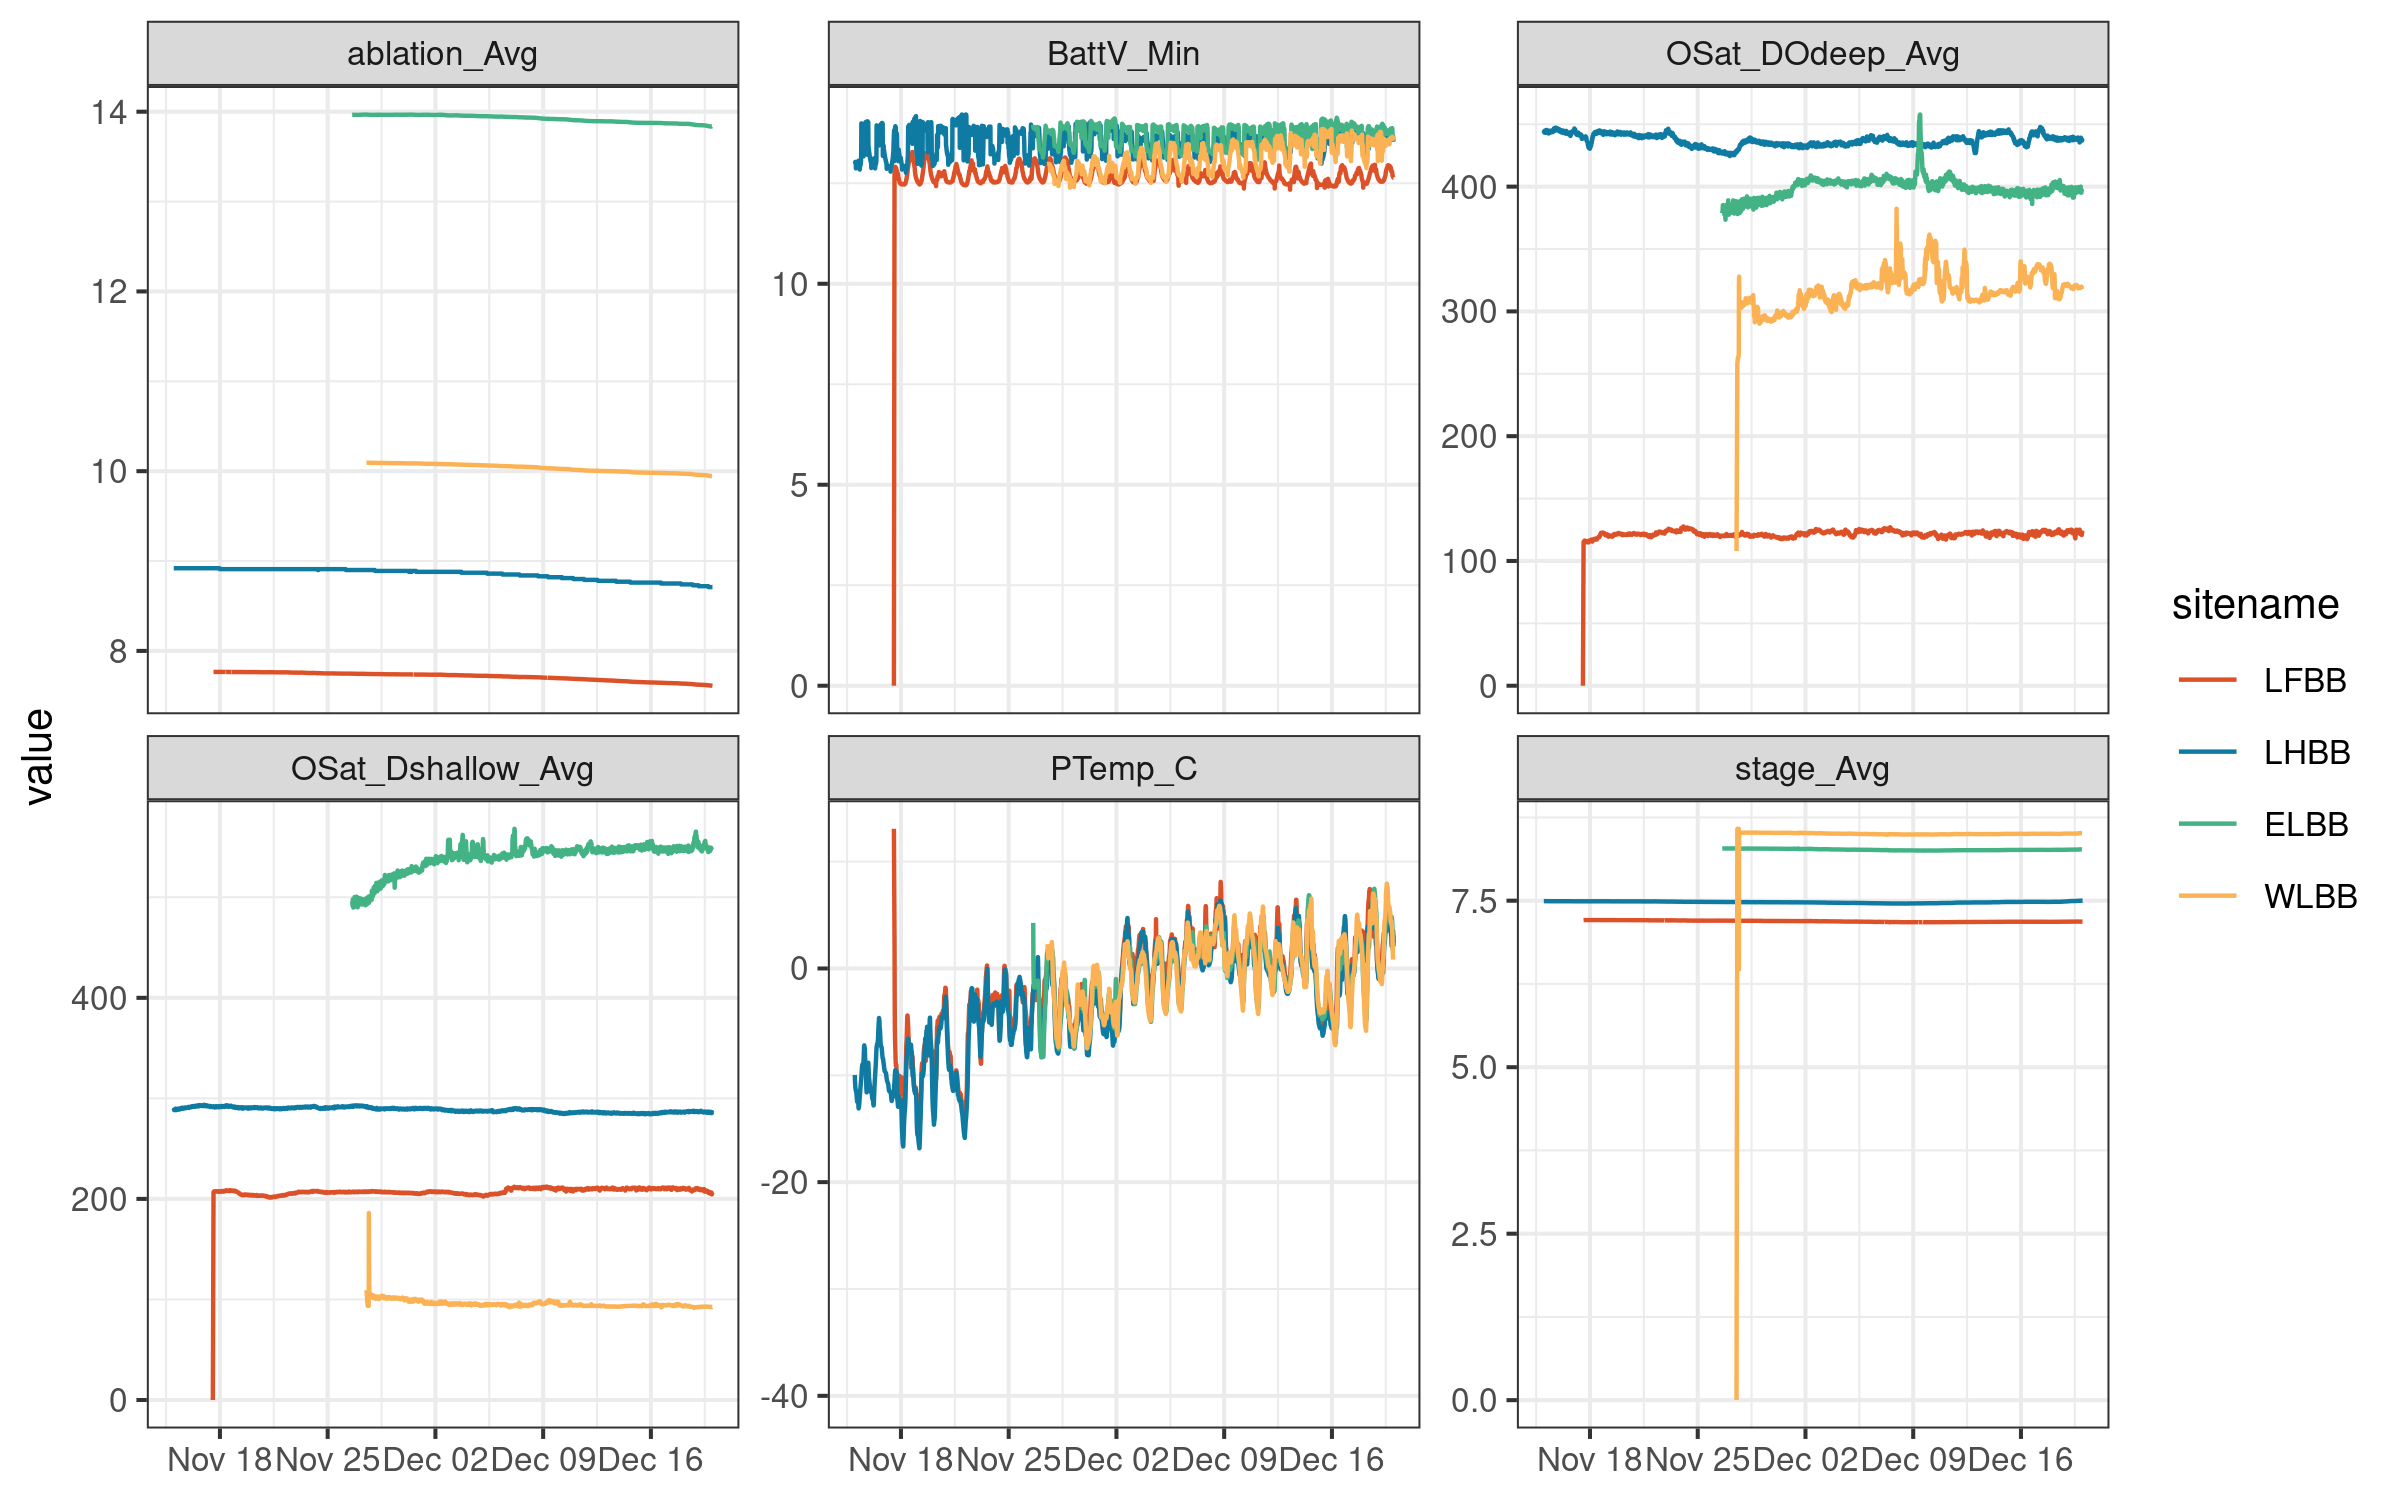 ablation_Avg
BattV_Min
OSat_DOdeep_Avg
14
12
10
8
10
5
0
400
300
200
100
0
value
OSat_Dshallow_Avg
PTemp_C
stage_Avg
400
200
0
0
-20
-40
7.5
5.0
2.5
0.0
Nov 18 Nov 25 Dec 02 Dec 09 Dec 16
Nov 18 Nov 25 Dec 02 Dec 09 Dec 16
Nov 18 Nov 25 Dec 02 Dec 09 Dec 16
sitename
LFBB
LHBB
ELBB
WLBB